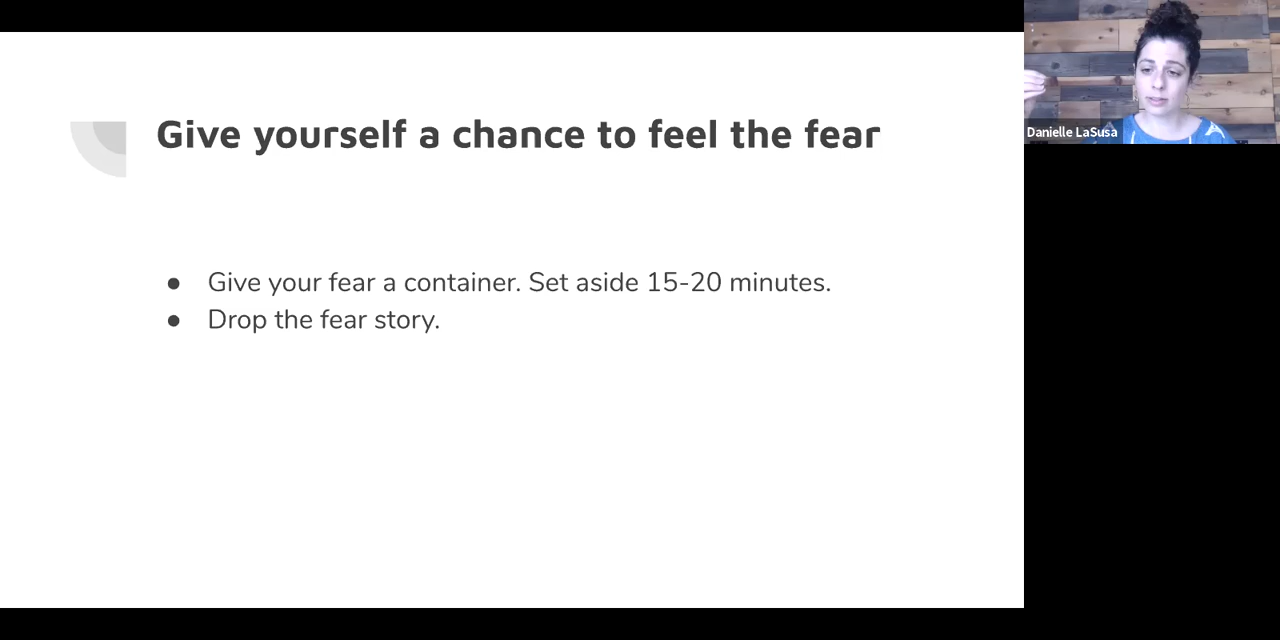 Give yourself a chance to feel the fear
● Give your fear a container. Set aside 15-20 minutes.
● Drop the fear story.
Danielle LaSusa